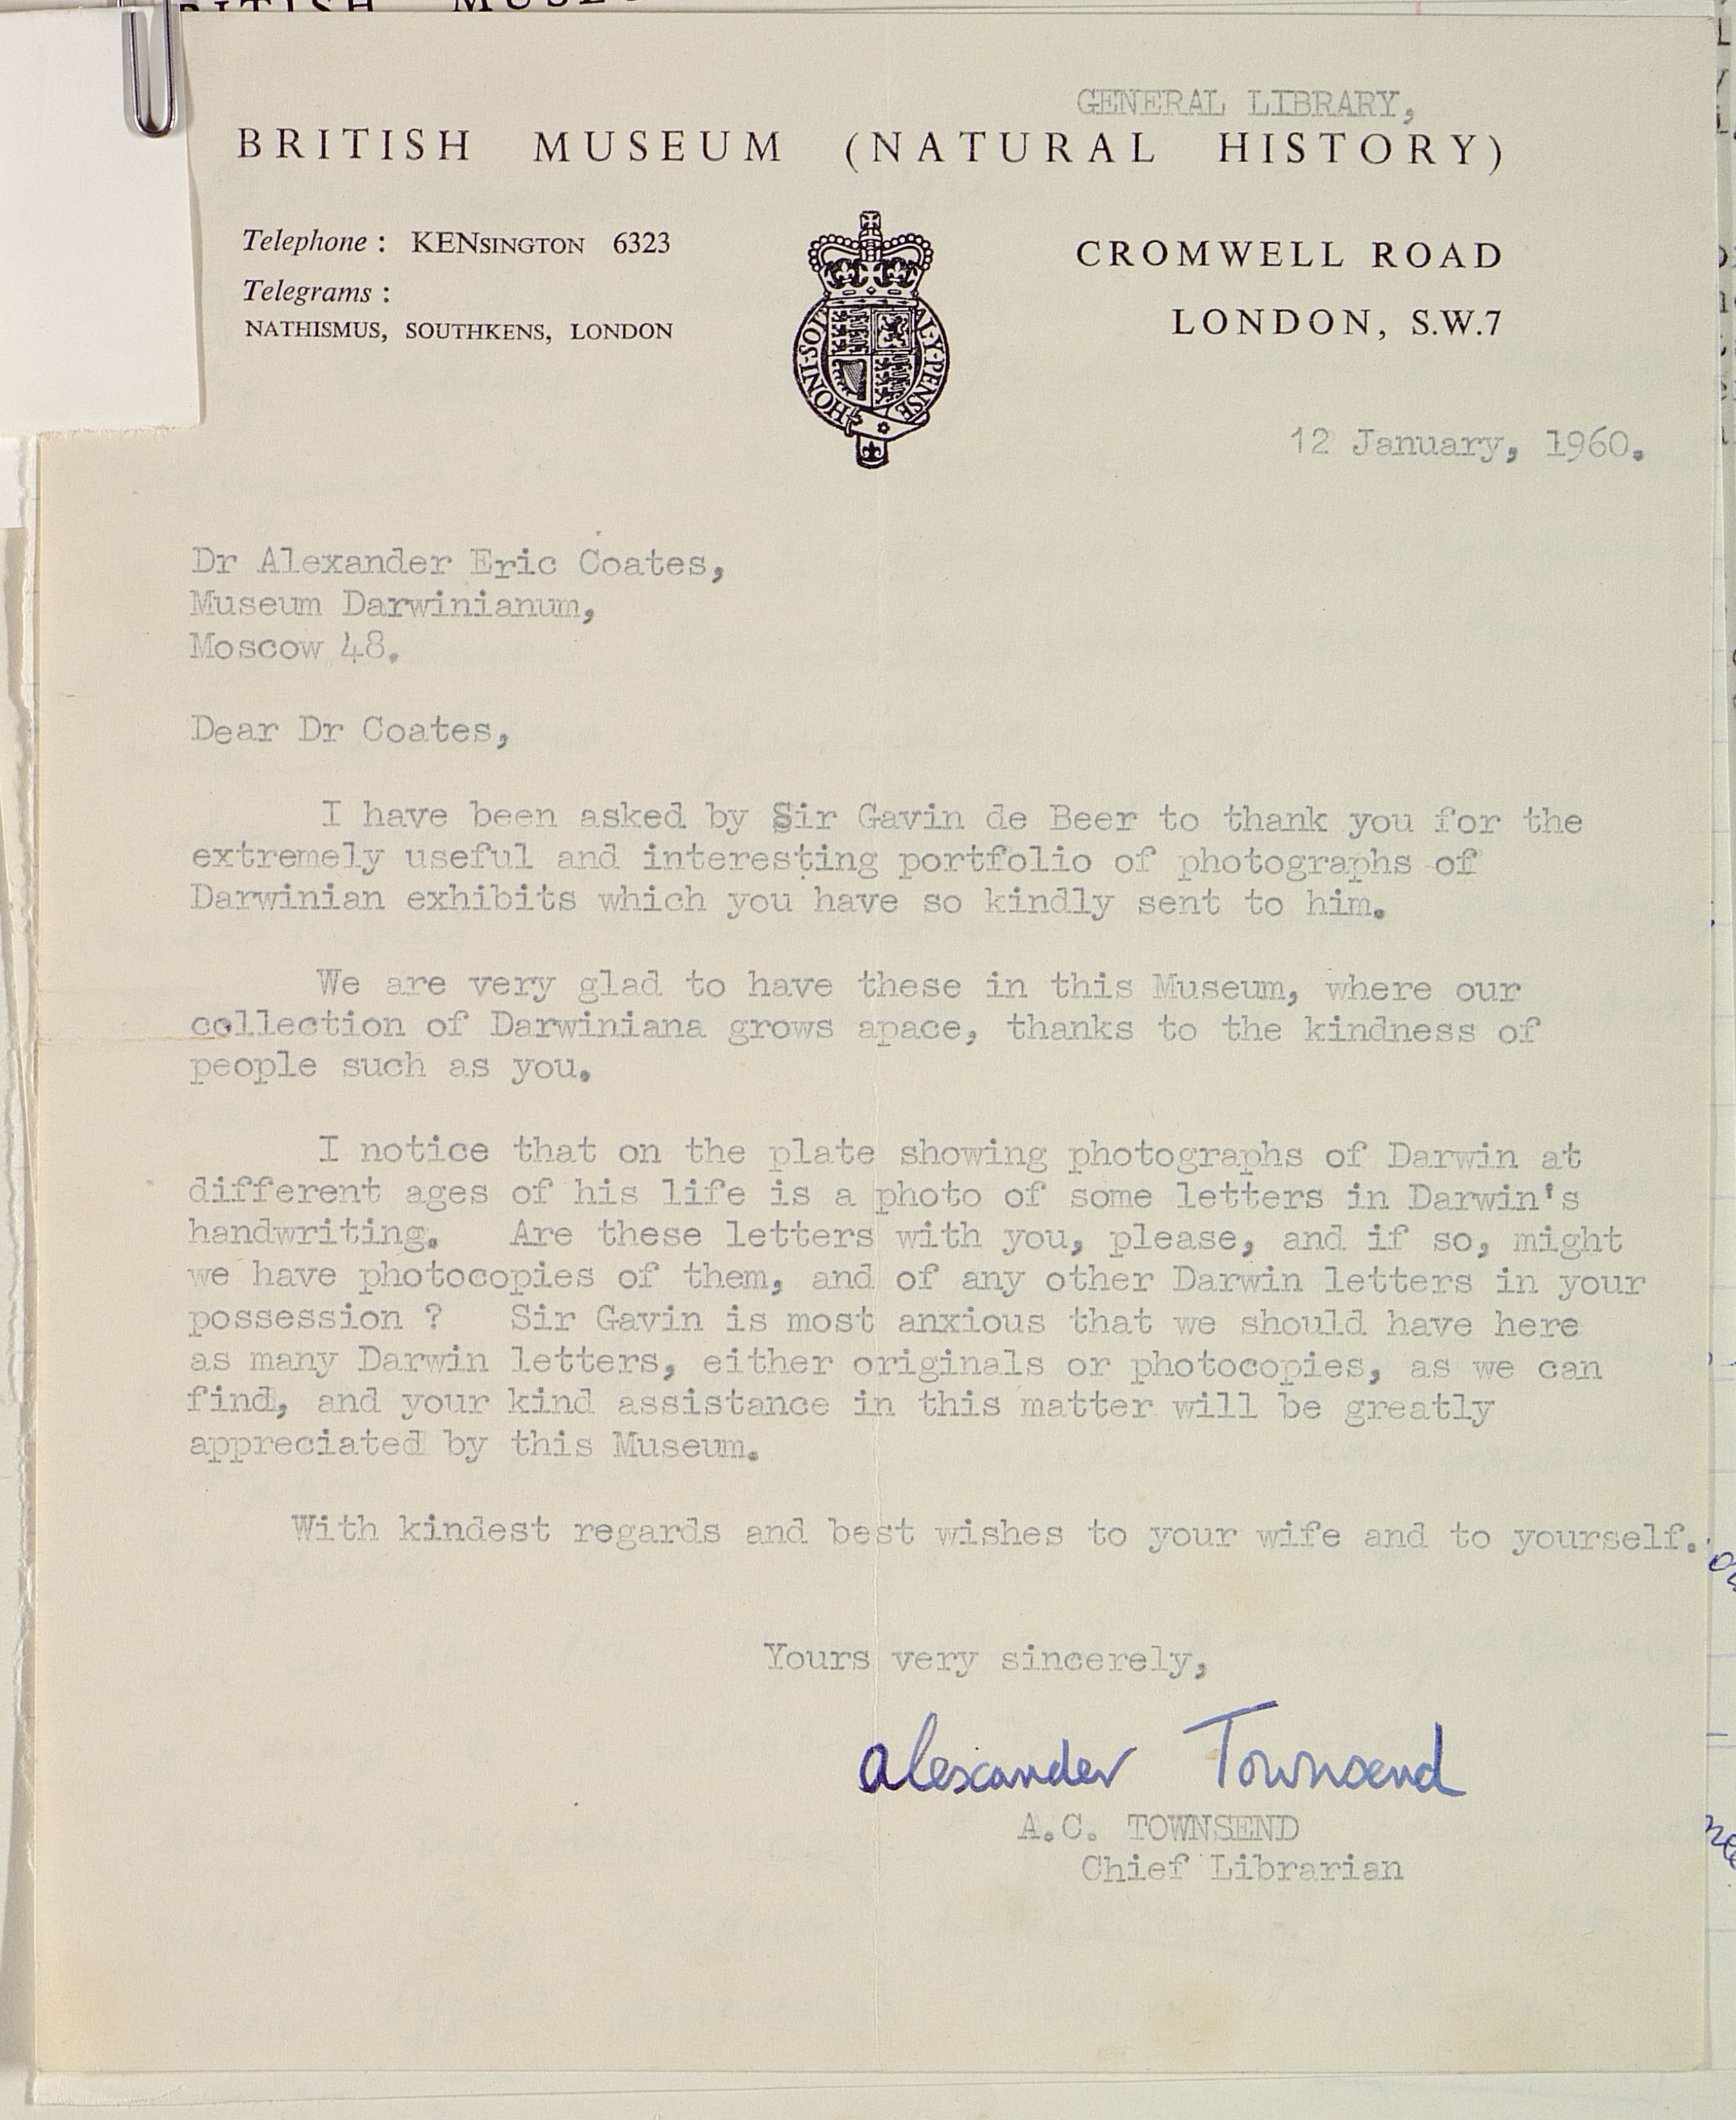 GENERAL LIBRARY,
BRITISH MUSEUM (NATURAL HISTORY)
Telephone : KENSINGTON 6323
Telegrams :
NATHISMUS, SOUTHKENS, LONDON
HONI·SOI AL·Y·PENSE
CROMWELL ROAD
LONDON, S.W.7
12 January, 1960.
Dr Alexander Eric Coates,
Museum Darwinianum,
Moscow 48.
Dear Dr Coates,
I have been asked by Sir Gavin de Beer to thank you for the
extremely useful and interesting portfolio of photographs of
Darwinian exhibits which you have so kindly sent to him.
We are very glad to have these in this Museum, where our
collection of Darwiniana grows apace, thanks to the kindness of
people such as you.
I notice that on the plate showing photographs of Darwin at
different ages of his life is a photo of some letters in Darwin's
handwriting. Are these letters with you, please, and if so, might
we have photocopies of them, and of any other Darwin letters in your
possession ? Sir Gavin is most anxious that we should have here
as many Darwin letters, either originals or photocopies, as we can
find, and your kind assistance in this matter will be greatly
appreciated by this Museum.
With kindest regards and best wishes to your wife and to yourself.
Yours very sincerely,
Alexander Townsend
A.C. TOWNSEND
Chief Librarian